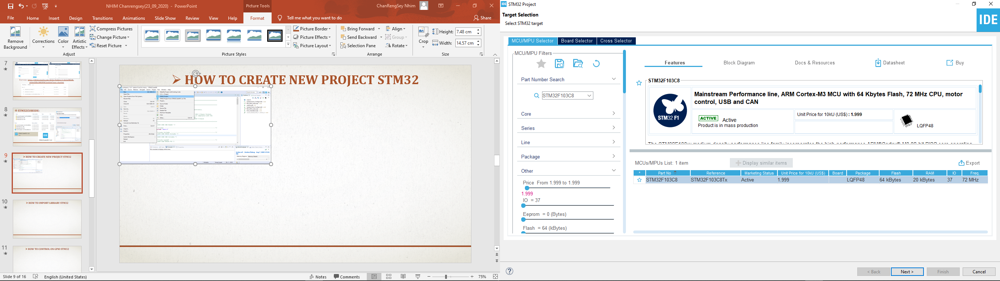 NHIM Chanrengsey(23_09_2020) - PowerPoint
Picture Tools
ChanRengSey Nhim
File Home Insert Design Transitions Animations Slide Show Review View Help Format Tell me what you want to do Share
Remove Background
Corrections
Color
Artistic Effects
Compress Pictures
Change Picture
Reset Picture
Adjust
Picture Styles
Picture Border
Picture Effects
Picture Layout
Bring Forward
Send Backward
Selection Pane
Align
Group
Rotate
Arrange
Crop
Height: 7.48 cm
Width: 14.57 cm
Size
7
8
STM32CUBEIDE:
9
HOW TO CREATE NEW PROJECT STM32
10
HOW TO IMPORT LIBRARY STM32
11
HOW TO CONTROL ON GPIO STM32
➢ HOW TO CREATE NEW PROJECT STM32
Slide 9 of 16 English (United States) Notes Comments 75%
IDE STM32 Project
Target Selection
Select STM32 target
IDE
MCU/MPU Selector Board Selector Cross Selector
MCU/MPU Filters
Part Number Search
STM32F103C8
Core
Series
Line
Package
Other
Price From 1.999 to 1.999
1.999
IO = 37
Eeprom = 0 (Bytes)
Flash = 64 (kBytes)
Features Block Diagram Docs & Resources Datasheet Buy
STM32F103C8
STM32 F1
Mainstream Performance line, ARM Cortex-M3 MCU with 64 Kbytes Flash, 72 MHz CPU, motor
control, USB and CAN
ACTIVE Active
Product is in mass production
Unit Price for 10kU (US$) : 1.999
LQFP48
MCUs/MPUs List: 1 item Display similar items Export
* Part No Reference Marketing Status Unit Price for 10kU (US$) Board Package Flash RAM IO Freq.
STM32F103C8 STM32F103C8Tx Active 1.999 LQFP48 64 kBytes 20 kBytes 37 72 MHz
< Back Next > Finish Cancel